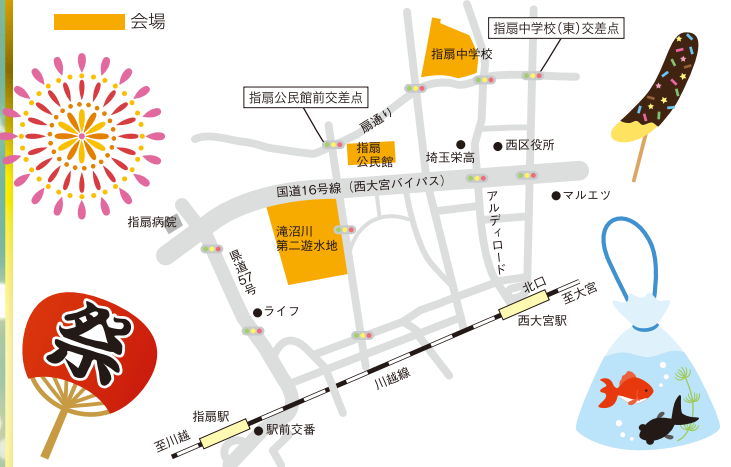 会場
指扇中学校(東)交差点
指扇中学校
指扇公民館前交差点
扇通り
指扇
公民館
埼玉栄高
西区役所
国道16号線(西大宮バイパス)
マルエツ
アルディロード
指扇病院
滝沼川
第二遊水地
県道57号
ライフ
北口
至大宮
西大宮駅
川越線
祭
指扇駅
駅前交番
至川越